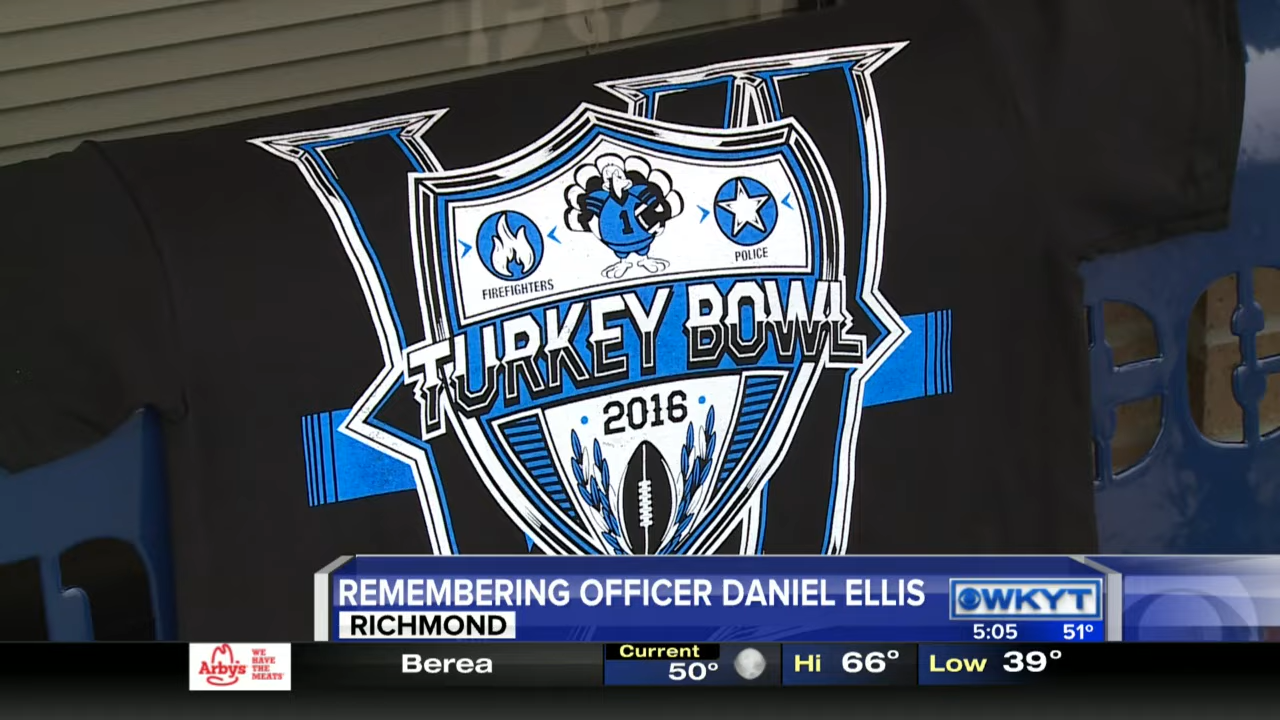 1
FIREFIGHTERS
POLICE
TURKEY BOWL
2016
REMEMBERING OFFICER DANIEL ELLIS
RICHMOND
WKYT
5:05 51°
Arby's
WE
HAVE
THE
MEATS
Berea
Current
50°
Hi 66°
Low 39°